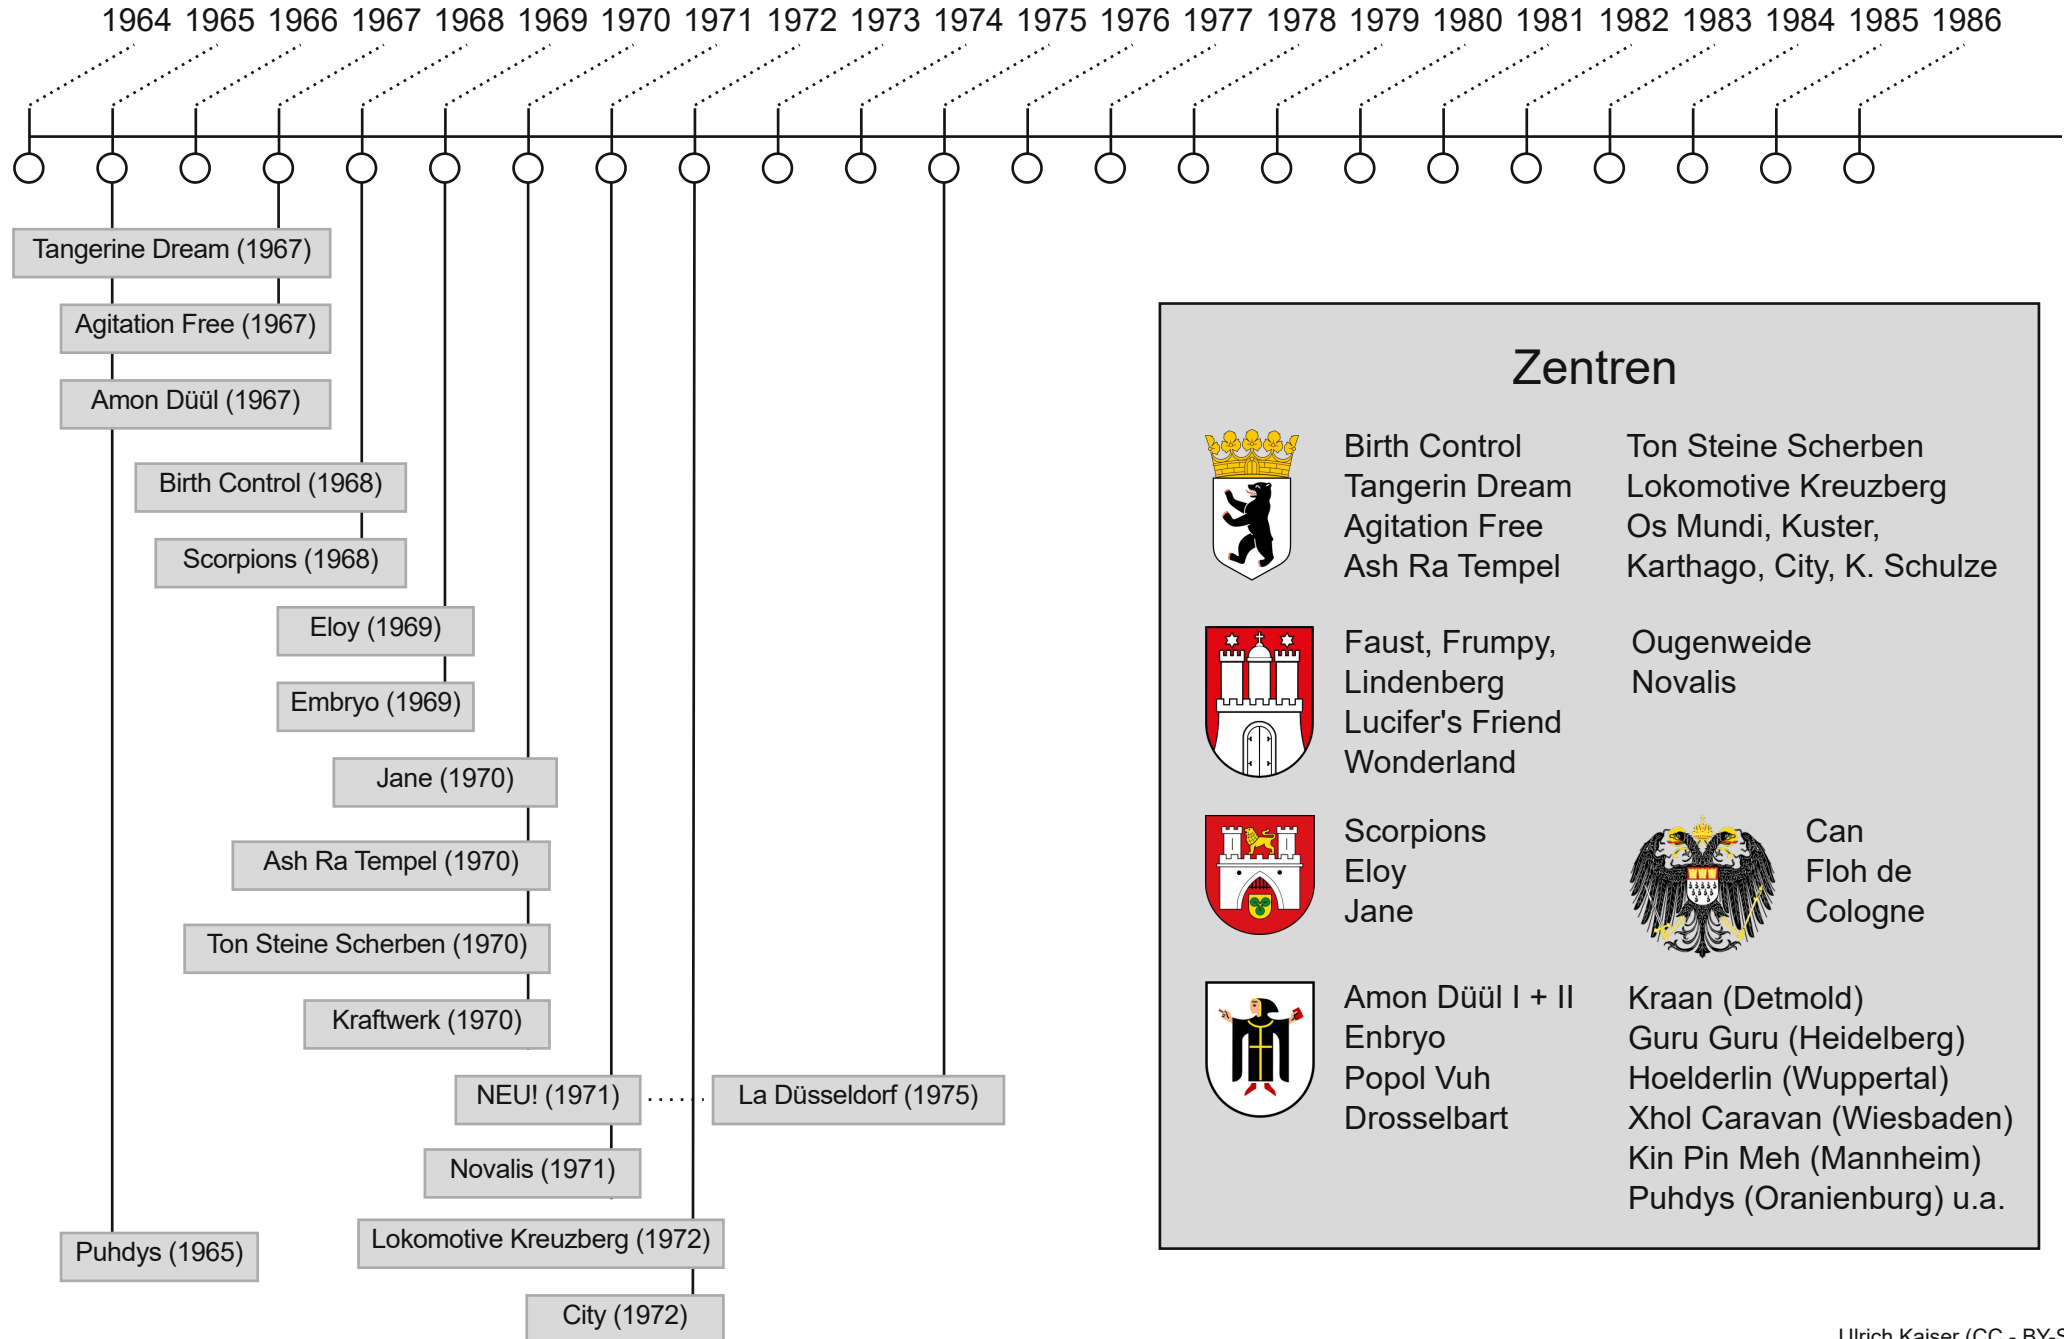 1964 1965 1966 1967 1968 1969 1970 1971 1972 1973 1974 1975 1976 1977 1978 1979 1980 1981 1982 1983 1984 1985 1986
Tangerine Dream (1967)
Agitation Free (1967)
Amon Düül (1967)
Birth Control (1968)
Scorpions (1968)
Eloy (1969)
Embryo (1969)
Jane (1970)
Ash Ra Tempel (1970)
Ton Steine Scherben (1970)
Kraftwerk (1970)
NEU! (1971)
La Düsseldorf (1975)
Novalis (1971)
Lokomotive Kreuzberg (1972)
Puhdys (1965)
City (1972)
Zentren
Birth Control
Tangerin Dream
Agitation Free
Ash Ra Tempel
Ton Steine Scherben
Lokomotive Kreuzberg
Os Mundi, Kuster,
Karthago, City, K. Schulze
Faust, Frumpy,
Lindenberg
Lucifer's Friend
Wonderland
Ougenweide
Novalis
Scorpions
Eloy
Jane
Can
Floh de
Cologne
Amon Düül I + II
Enbryo
Popol Vuh
Drosselbart
Kraan (Detmold)
Guru Guru (Heidelberg)
Hoelderlin (Wuppertal)
Xhol Caravan (Wiesbaden)
Kin Pin Meh (Mannheim)
Puhdys (Oranienburg) u.a.
Ulrich Kaiser (CC - BY-S